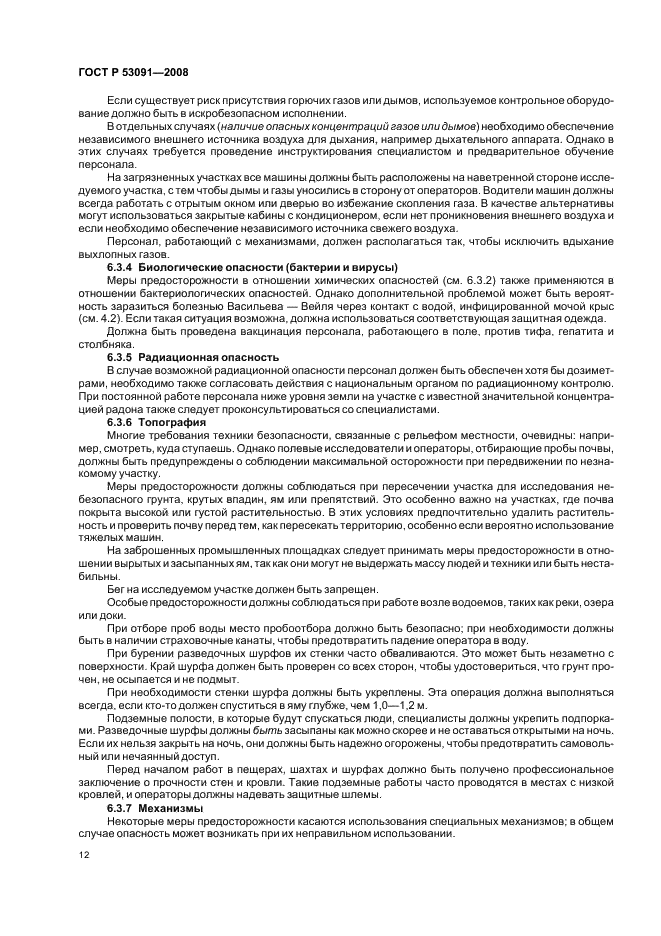 ГОСТ Р 53091—2008
Если существует риск присутствия горючих газов или дымов, используемое контрольное оборудо-
вание должно быть в искробезопасном исполнении.
В отдельных случаях (наличие опасных концентраций газов или дымов) необходимо обеспечение
независимого внешнего источника воздуха для дыхания, например дыхательного аппарата. Однако в
этих случаях требуется проведение инструктирования специалистом и предварительное обучение
персонала.
На загрязненных участках все машины должны быть расположены на наветренной стороне иссле-
дуемого участка, с тем чтобы дымы и газы уносились в сторону от операторов. Водители машин должны
всегда работать с отрытым окном или дверью во избежание скопления газа. В качестве альтернативы
могут использоваться закрытые кабины с кондиционером, если нет проникновения внешнего воздуха и
если необходимо обеспечение независимого источника свежего воздуха.
Персонал, работающий с механизмами, должен располагаться так, чтобы исключить вдыхание
выхлопных газов.
6.3.4 Биологические опасности (бактерии и вирусы)
Меры предосторожности в отношении химических опасностей (см. 6.3.2) также применяются в
отношении бактериологических опасностей. Однако дополнительной проблемой может быть вероят-
ность заразиться болезнью Васильева — Вейля через контакт с водой, инфицированной мочой крыс
(см. 4.2). Если такая ситуация возможна, должна использоваться соответствующая защитная одежда.
Должна быть проведена вакцинация персонала, работающего в поле, против тифа, гепатита и
столбняка.
6.3.5 Радиационная опасность
В случае возможной радиационной опасности персонал должен быть обеспечен хотя бы дозимет-
рами, необходимо также согласовать действия с национальным органом по радиационному контролю.
При постоянной работе персонала ниже уровня земли на участке с известной значительной концентра-
цией радона также следует проконсультироваться со специалистами.
6.3.6 Топография
Многие требования техники безопасности, связанные с рельефом местности, очевидны: напри-
мер, смотреть, куда ступаешь. Однако полевые исследователи и операторы, отбирающие пробы почвы,
должны быть предупреждены о соблюдении максимальной осторожности при передвижении по незна-
комому участку.
Меры предосторожности должны соблюдаться при пересечении участка для исследования не-
безопасного грунта, крутых впадин, ям или препятствий. Это особенно важно на участках, где почва
покрыта высокой или густой растительностью. В этих условиях предпочтительно удалить раститель-
ность и проверить почву перед тем, как пересекать территорию, особенно если вероятно использование
тяжелых машин.
На заброшенных промышленных площадках следует принимать меры предосторожности в отно-
шении вырытых и засыпанных ям, так как они могут не выдержать массу людей и техники или быть неста-
бильны.
Бег на исследуемом участке должен быть запрещен.
Особые предосторожности должны соблюдаться при работе возле водоемов, таких как реки, озера
или доки.
При отборе проб воды место пробоотбора должно быть безопасно; при необходимости должны
быть в наличии страховочные канаты, чтобы предотвратить падение оператора в воду.
При бурении разведочных шурфов их стенки часто обваливаются. Это может быть незаметно с
поверхности. Край шурфа должен быть проверен со всех сторон, чтобы удостовериться, что грунт про-
чен, не осыпается и не подмыт.
При необходимости стенки шурфа должны быть укреплены. Эта операция должна выполняться
всегда, если кто-то должен спуститься в яму глубже, чем 1,0—1,2 м.
Подземные полости, в которые будут спускаться люди, специалисты должны укрепить подпорка-
ми. Разведочные шурфы должны быть засыпаны как можно скорее и не оставаться открытыми на ночь.
Если их нельзя закрыть на ночь, они должны быть надежно огорожены, чтобы предотвратить самоволь-
ный или нечаянный доступ.
Перед началом работ в пещерах, шахтах и шурфах должно быть получено профессиональное
заключение о прочности стен и кровли. Такие подземные работы часто проводятся в местах с низкой
кровлей, и операторы должны надевать защитные шлемы.
6.3.7 Механизмы
Некоторые меры предосторожности касаются использования специальных механизмов; в общем
случае опасность может возникать при их неправильном использовании.
12